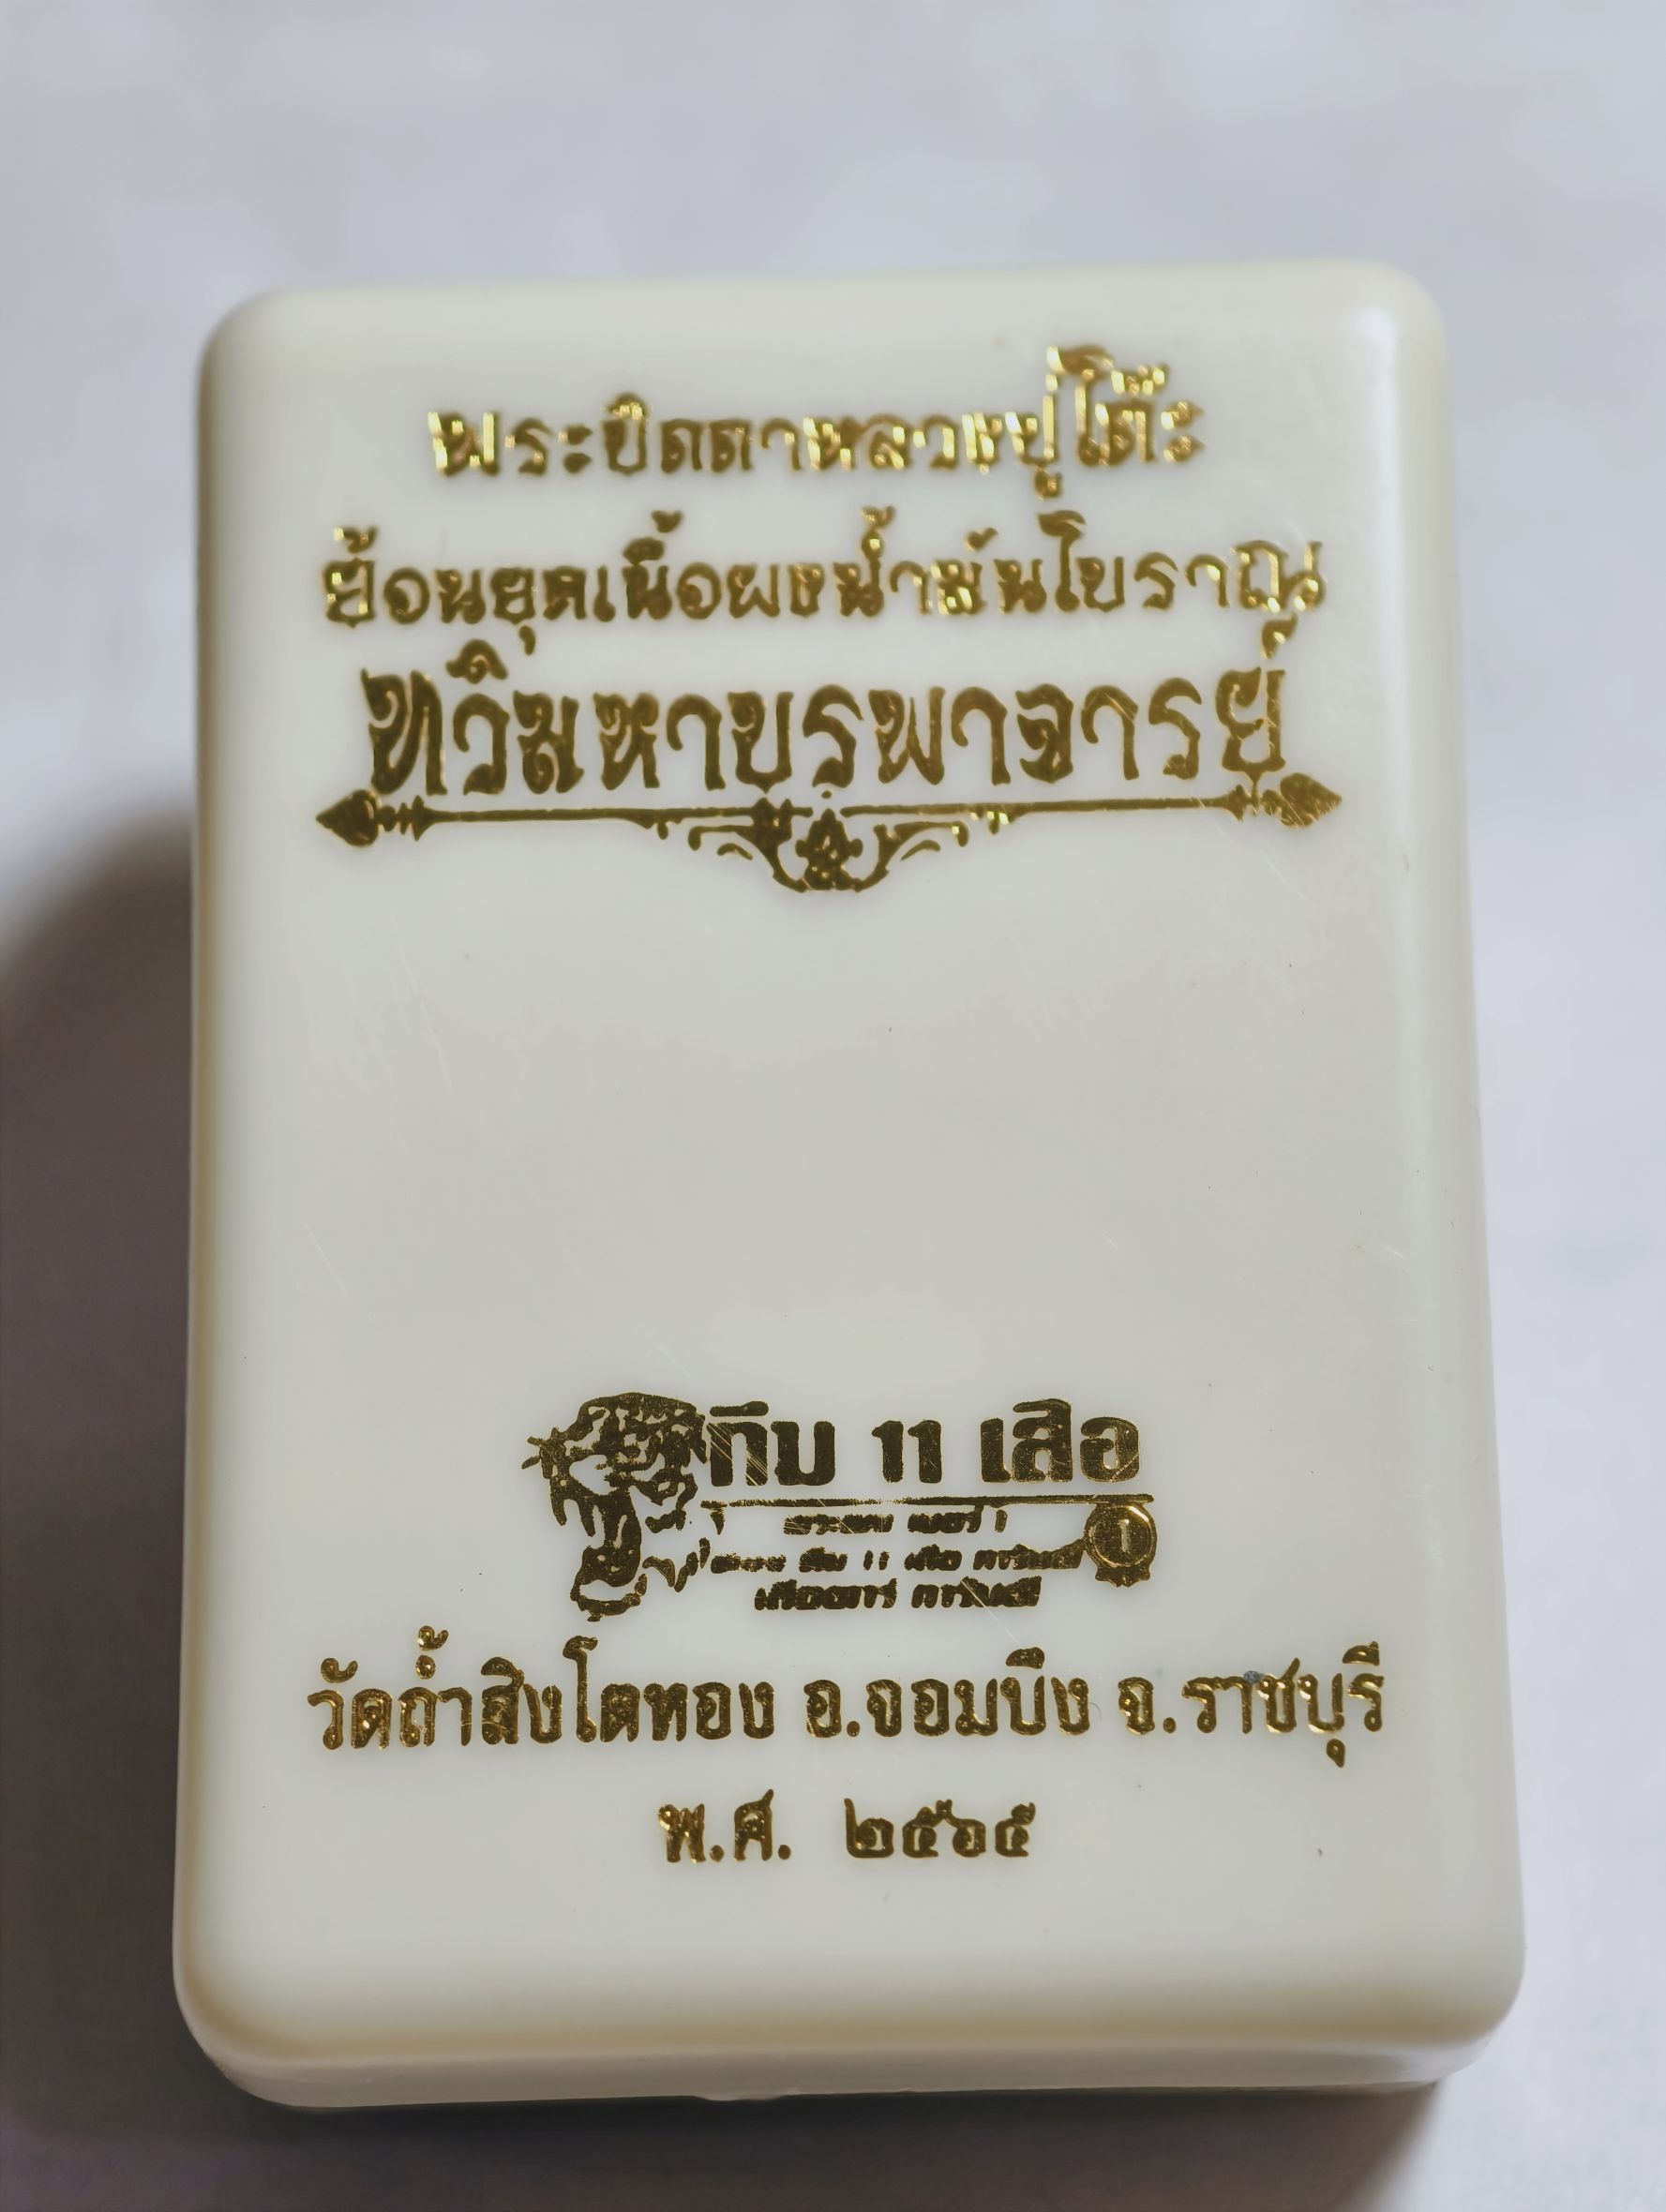 พระปิดตาหลวงปู่โต๊ะ
ย้อนยุคเนื้อผงน้ำมันโบราณ
ทวิมหาบรพาจารย์
กิบ 11 เสือ
1
วัดถ้ำสิงโตทอง อ.จอมบึง จ.ราชบุรี
พ.ศ. ๒๕๖๕